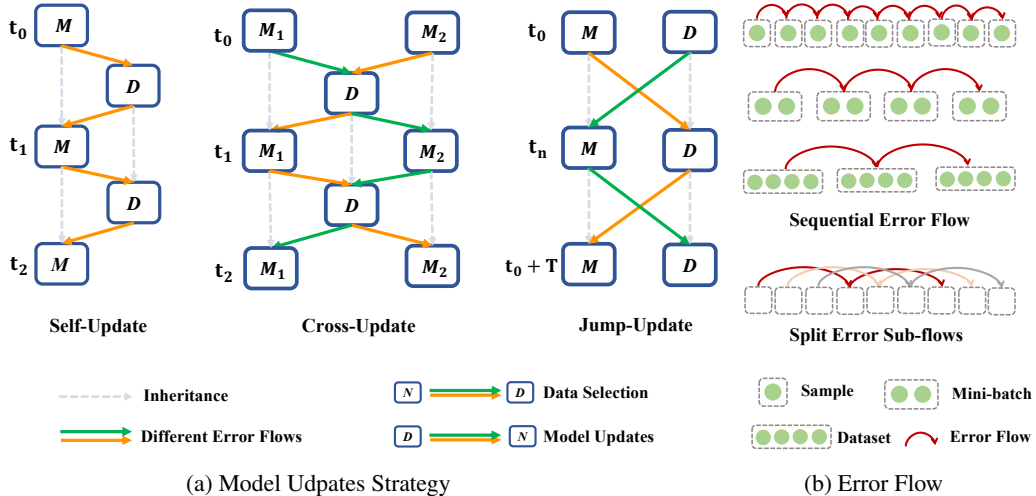 t₀ M
D
t₁ M
D
t₂ M
Self-Update
t₀ M₁ M₂
D
t₁ M₁ M₂
D
t₂ M₁ M₂
Cross-Update
t₀ M D
tₙ M D
t₀ + T M D
Jump-Update
Inheritance
Different Error Flows
N D Data Selection
D N Model Updates
(a) Model Udpates Strategy
Sequential Error Flow
Split Error Sub-flows
Sample Mini-batch
Dataset Error Flow
(b) Error Flow